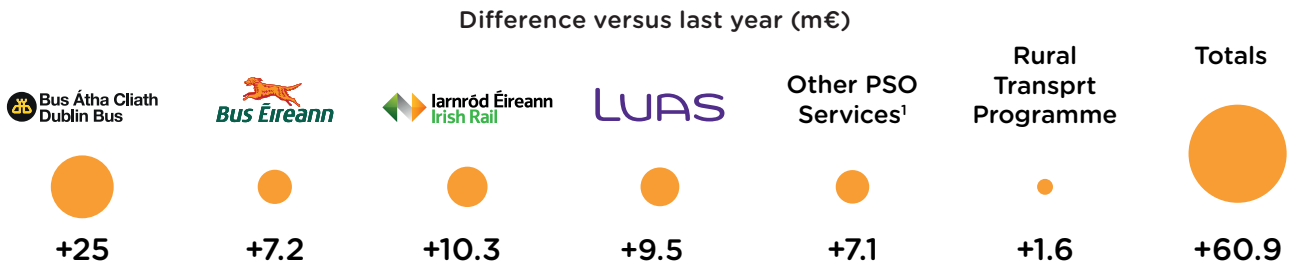 Difference versus last year (m€)
Bus Átha Cliath
Dublin Bus
Bus Éireann
Iarnród Éireann
Irish Rail
LUAS
Other PSO
Services¹
Rural
Transprt
Programme
Totals
+25
+7.2
+10.3
+9.5
+7.1
+1.6
+60.9